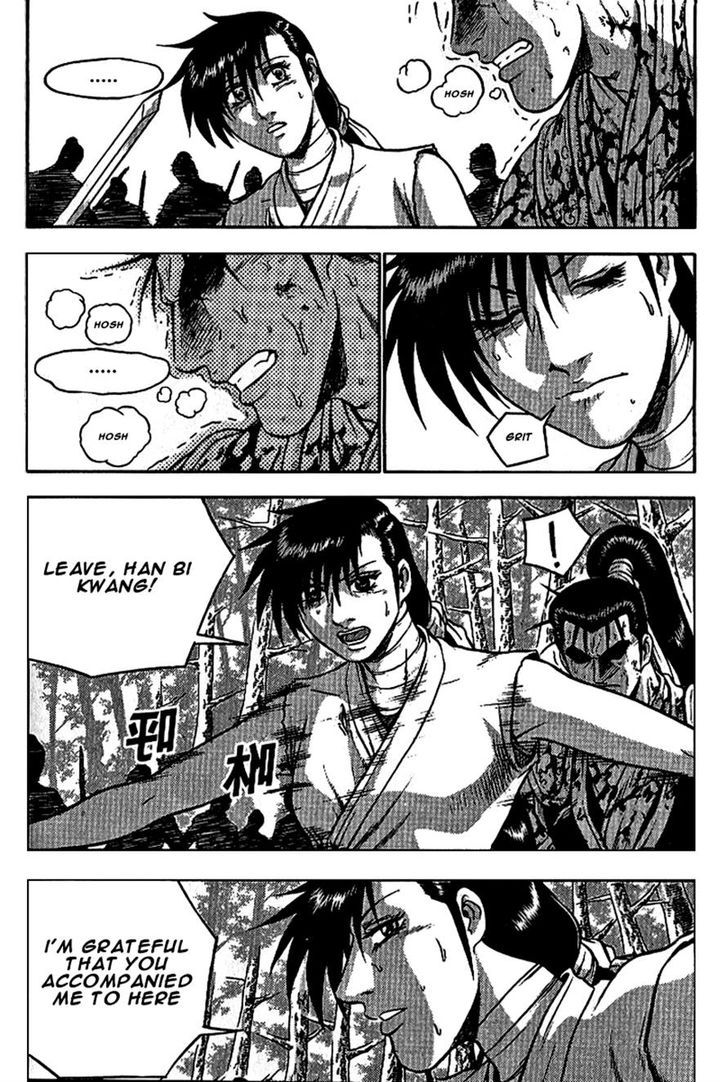 .....
HOSH
HOSH
.....
HOSH
GRIT
LEAVE, HAN BI
KWANG!
!
I'M GRATEFUL
THAT YOU
ACCOMPANIED
ME TO HERE